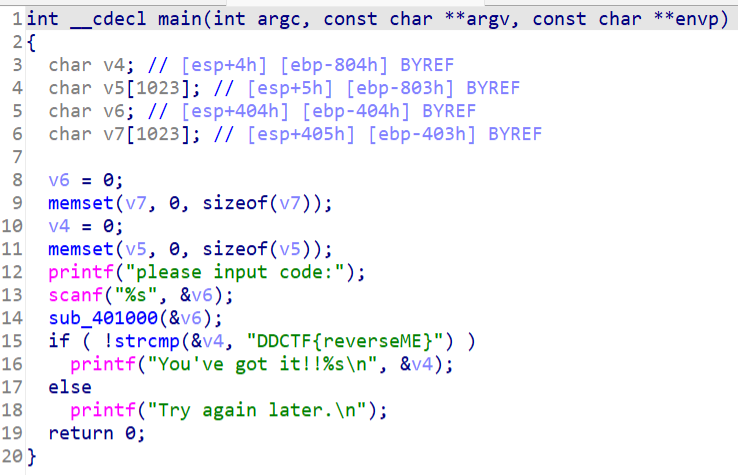 1 int __cdecl main(int argc, const char **argv, const char **envp)
2 {
3 char v4; // [esp+4h] [ebp-804h] BYREF
4 char v5[1023]; // [esp+5h] [ebp-803h] BYREF
5 char v6; // [esp+404h] [ebp-404h] BYREF
6 char v7[1023]; // [esp+405h] [ebp-403h] BYREF
7
8 v6 = 0;
9 memset(v7, 0, sizeof(v7));
10 v4 = 0;
11 memset(v5, 0, sizeof(v5));
12 printf("please input code:");
13 scanf("%s", &v6);
14 sub_401000(&v6);
15 if ( !strcmp(&v4, "DDCTF{reverseME}") )
16 printf("You've got it!!%s\n", &v4);
17 else
18 printf("Try again later.\n");
19 return 0;
20 }